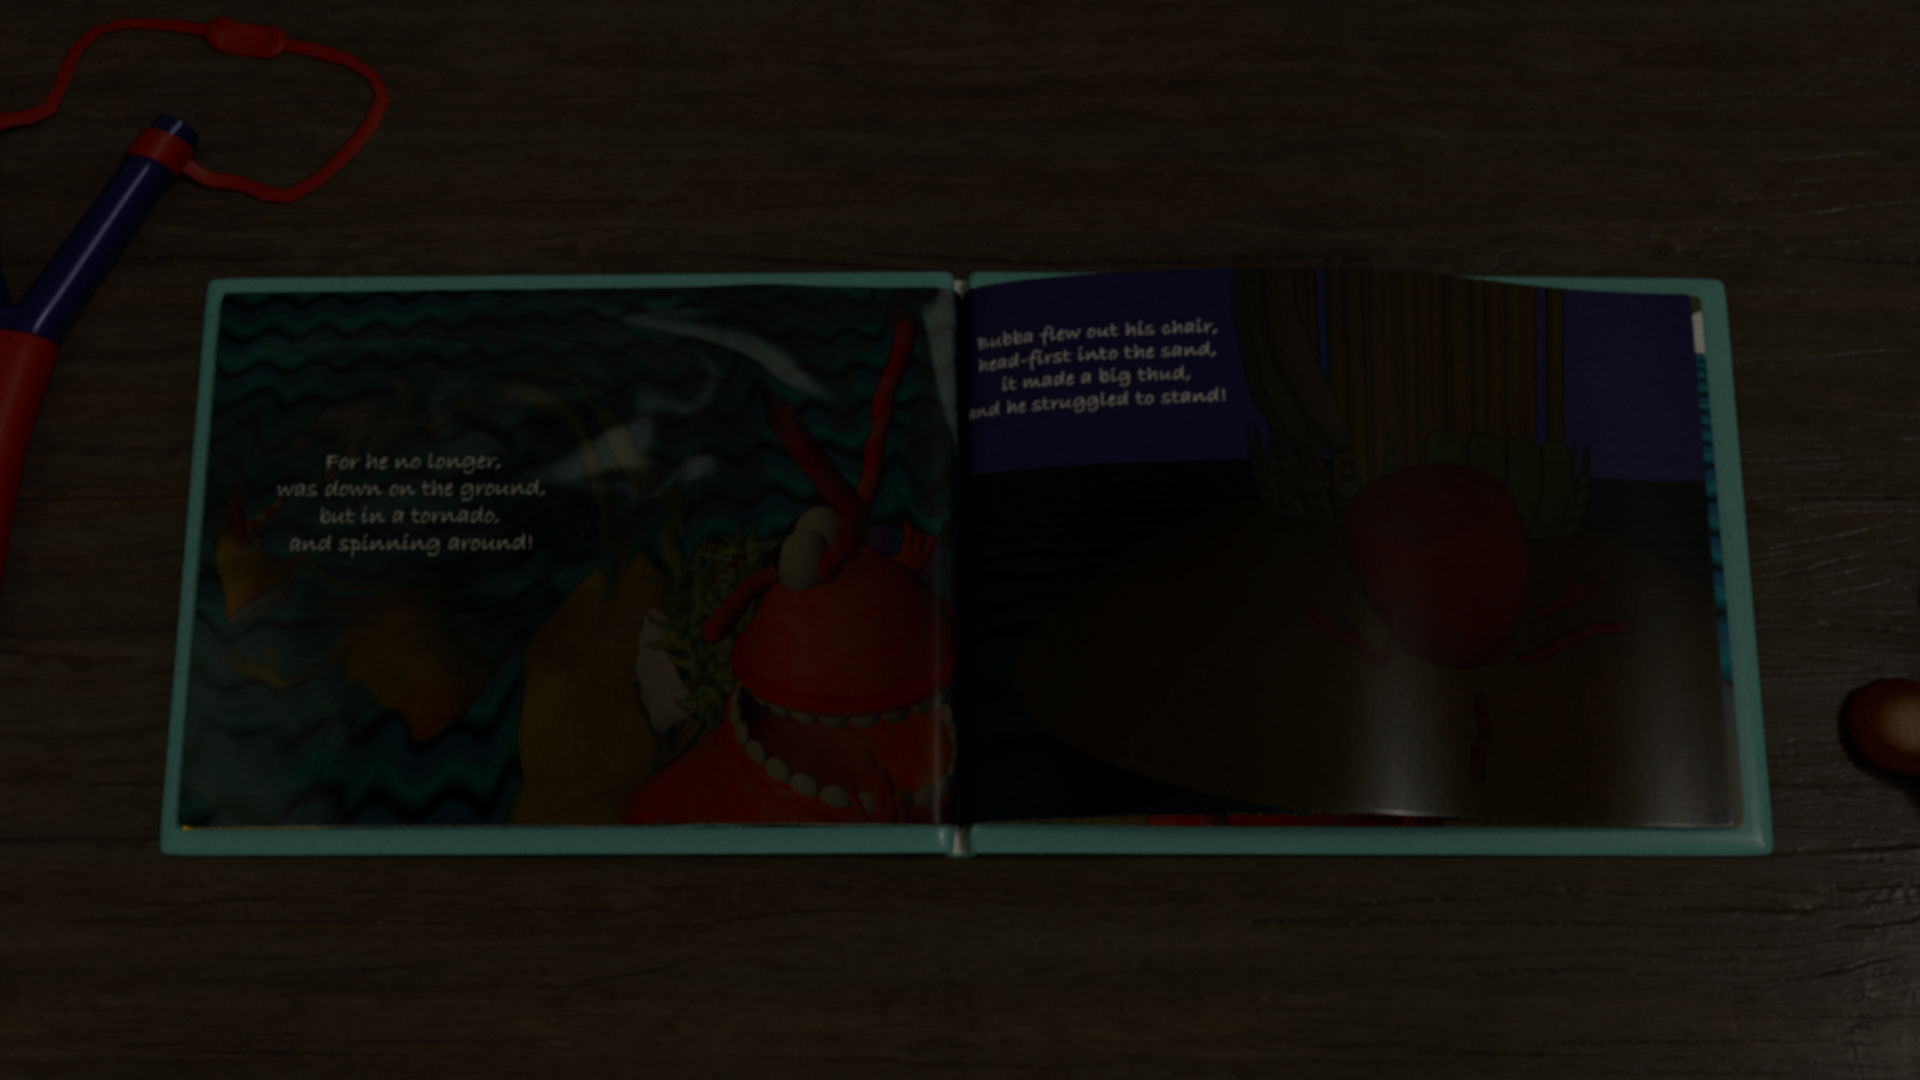 For he no longer,
was down on the ground,
but in a tornado,
and spinning around!
Bubba flew out his chair,
head-first into the sand,
it made a big thud,
and he struggled to stand!